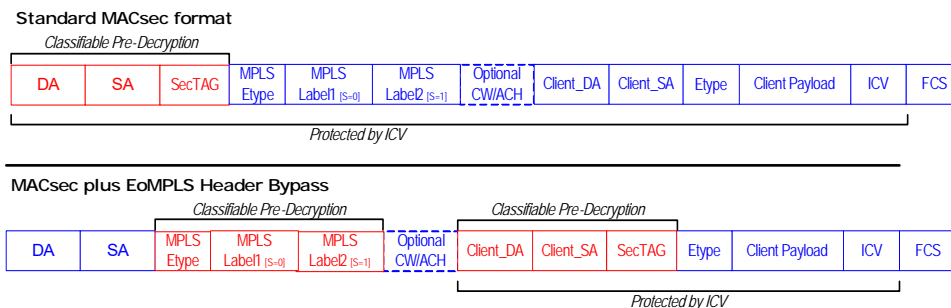 Standard MACsec format
Classifiable Pre-Decryption
DA SA SecTAG MPLS Etype MPLS Label1 [S=0] MPLS Label2 [S=1] Optional CW/ACH Client_DA Client_SA Etype Client Payload ICV FCS
Protected by ICV
MACsec plus EoMPLS Header Bypass
Classifiable Pre-Decryption Classifiable Pre-Decryption
DA SA MPLS Etype MPLS Label1 [S=0] MPLS Label2 [S=1] Optional CW/ACH Client_DA Client_SA SecTAG Etype Client Payload ICV FCS
Protected by ICV